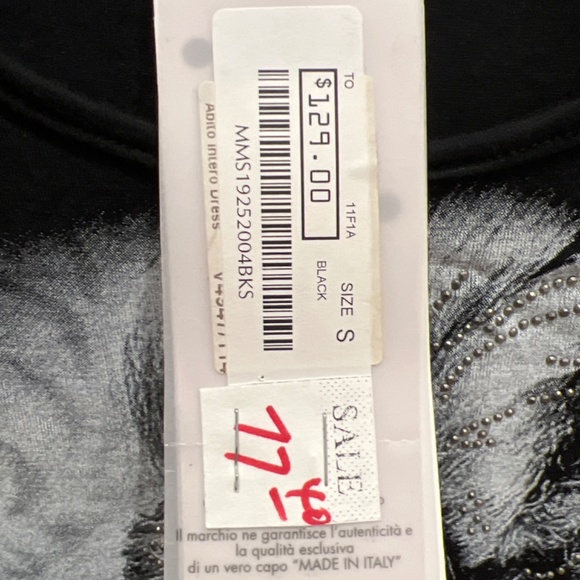 TO
11F1A
SIZE S
$129.00
BLACK
MMS19252004BKS
Abito intero Dress
SALE
77 40
Il marchio ne garantisce l'autenticità e
la qualità esclusiva
di un vero capo "MADE IN ITALY"